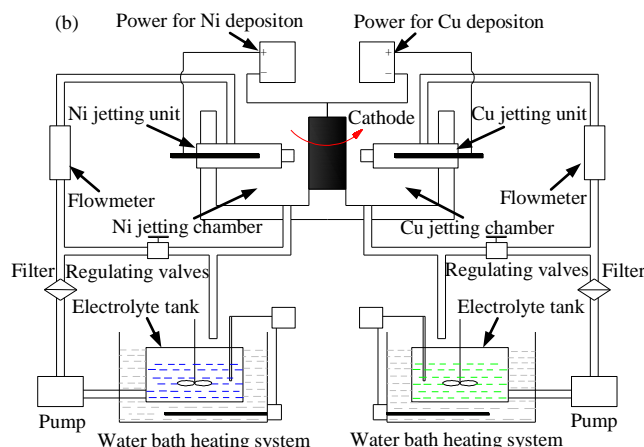 (b)
Power for Ni depositon
Power for Cu depositon
+
−
+
−
Ni jetting unit
Cathode
Cu jetting unit
Flowmeter
Flowmeter
Ni jetting chamber
Cu jetting chamber
Filter
Regulating valves
Regulating valves
Filter
Electrolyte tank
Electrolyte tank
Pump
Pump
Water bath heating system
Water bath heating system